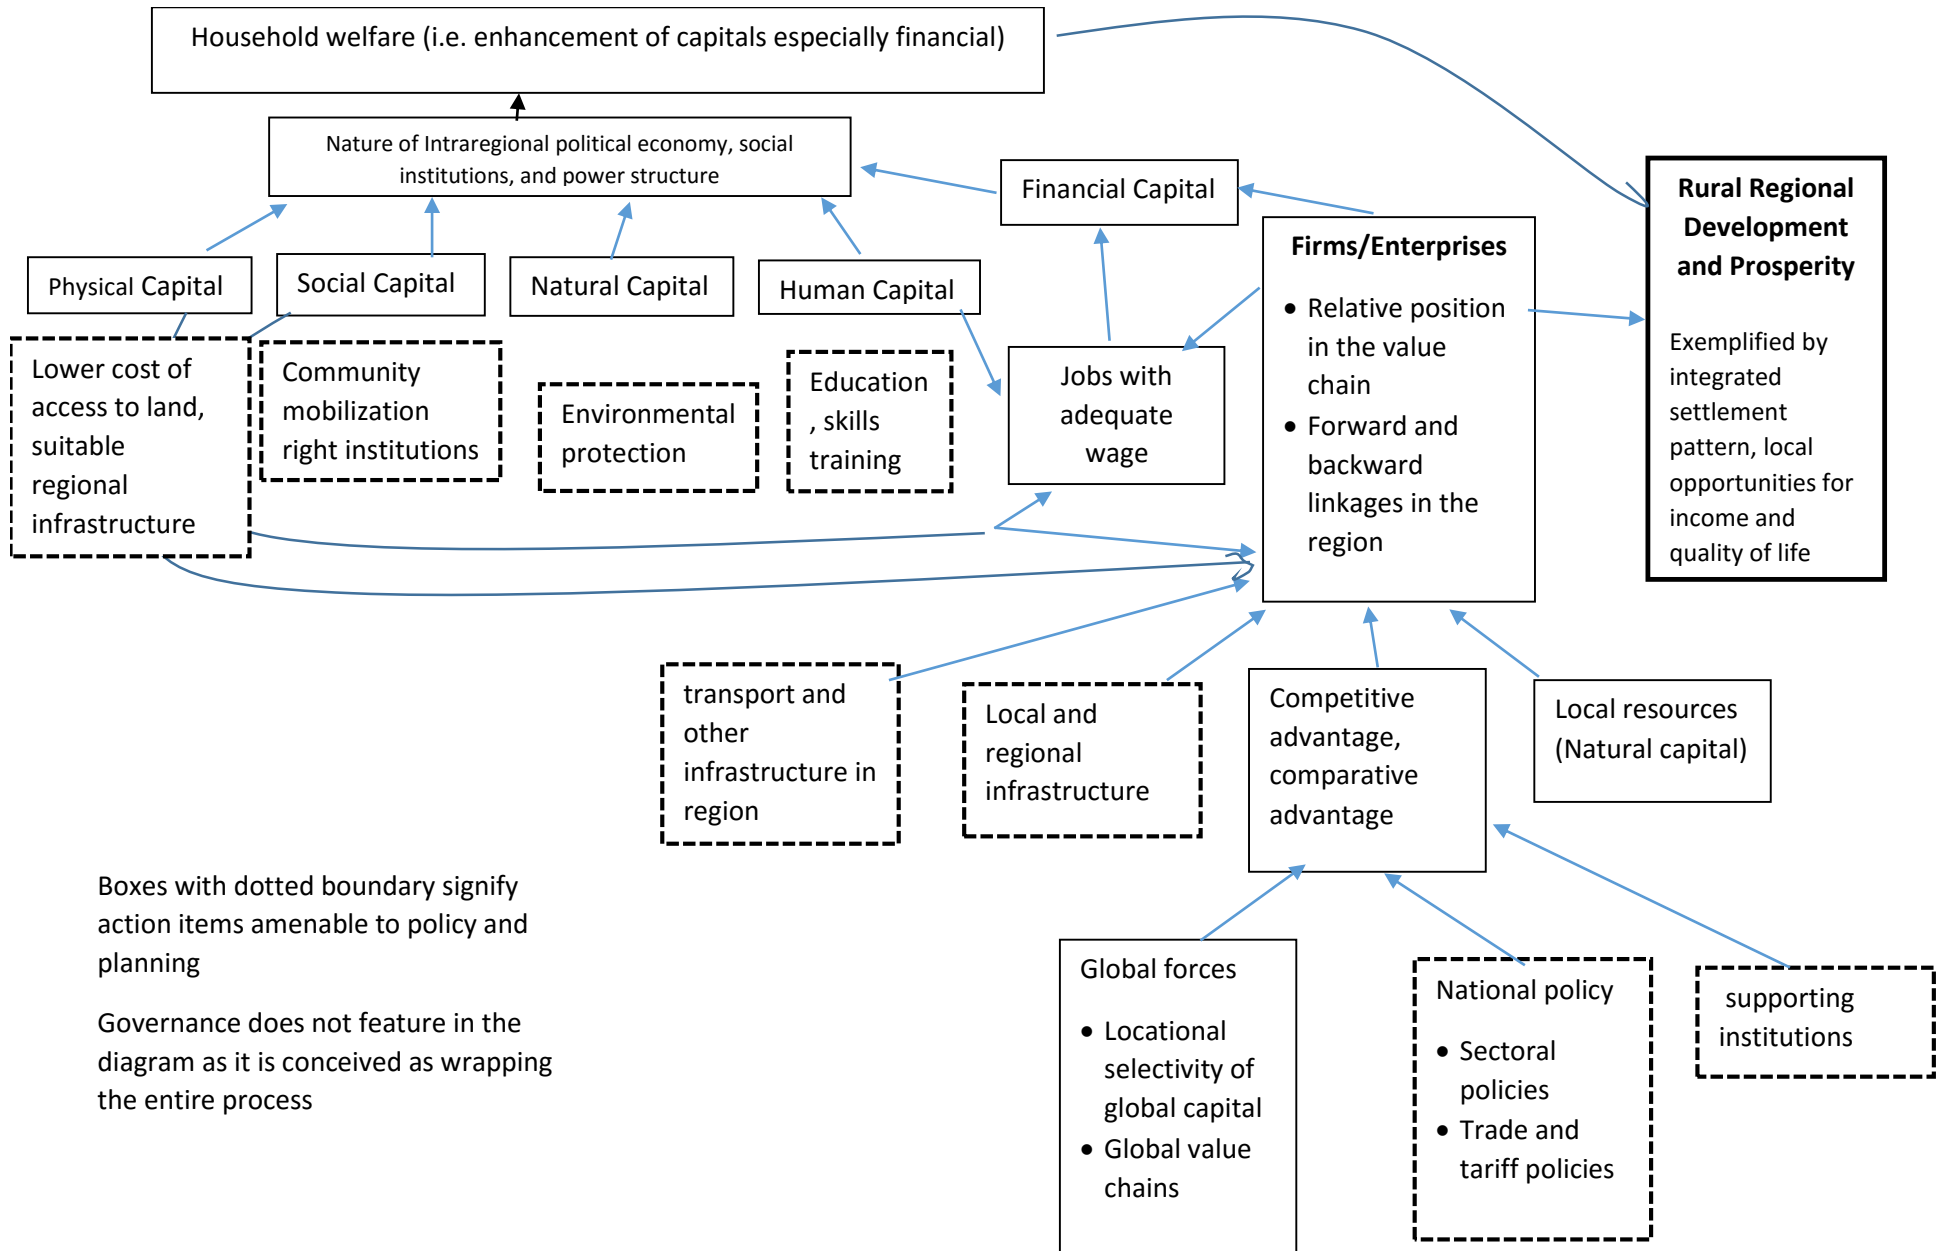 Household welfare (i.e. enhancement of capitals especially financial)
Nature of Intraregional political economy, social
institutions, and power structure
Financial Capital
Rural Regional
Development
and Prosperity
Exemplified by
integrated
settlement
pattern, local
opportunities for
income and
quality of life
Firms/Enterprises
• Relative position
in the value
chain
• Forward and
backward
linkages in the
region
Physical Capital
Social Capital
Natural Capital
Human Capital
Lower cost of
access to land,
suitable
regional
infrastructure
Community
mobilization
right institutions
Environmental
protection
Education
, skills
training
Jobs with
adequate
wage
transport and
other
infrastructure in
region
Local and
regional
infrastructure
Competitive
advantage,
comparative
advantage
Local resources
(Natural capital)
Boxes with dotted boundary signify
action items amenable to policy and
planning
Governance does not feature in the
diagram as it is conceived as wrapping
the entire process
Global forces
• Locational
selectivity of
global capital
• Global value
chains
National policy
• Sectoral
policies
• Trade and
tariff policies
supporting
institutions